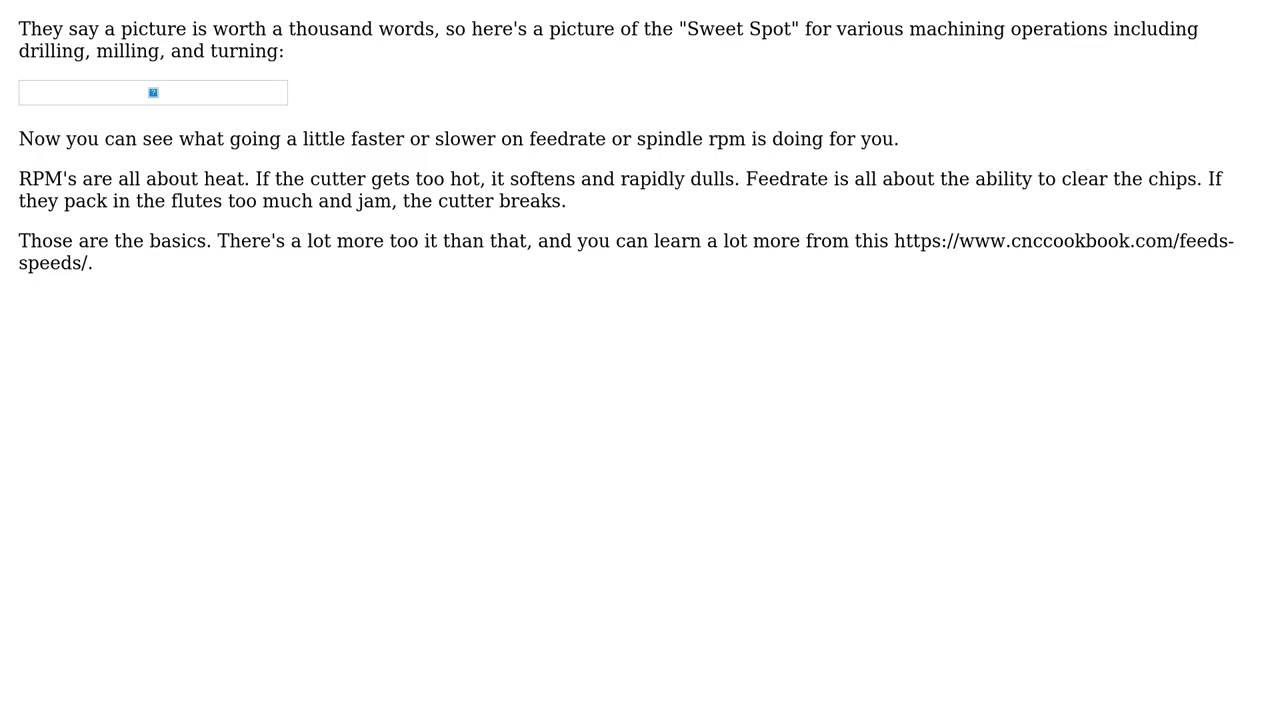 They say a picture is worth a thousand words, so here's a picture of the "Sweet Spot" for various machining operations including
drilling, milling, and turning:
Now you can see what going a little faster or slower on feedrate or spindle rpm is doing for you.
RPM's are all about heat. If the cutter gets too hot, it softens and rapidly dulls. Feedrate is all about the ability to clear the chips. If
they pack in the flutes too much and jam, the cutter breaks.
Those are the basics. There's a lot more too it than that, and you can learn a lot more from this https://www.cnccookbook.com/feeds-
speeds/.